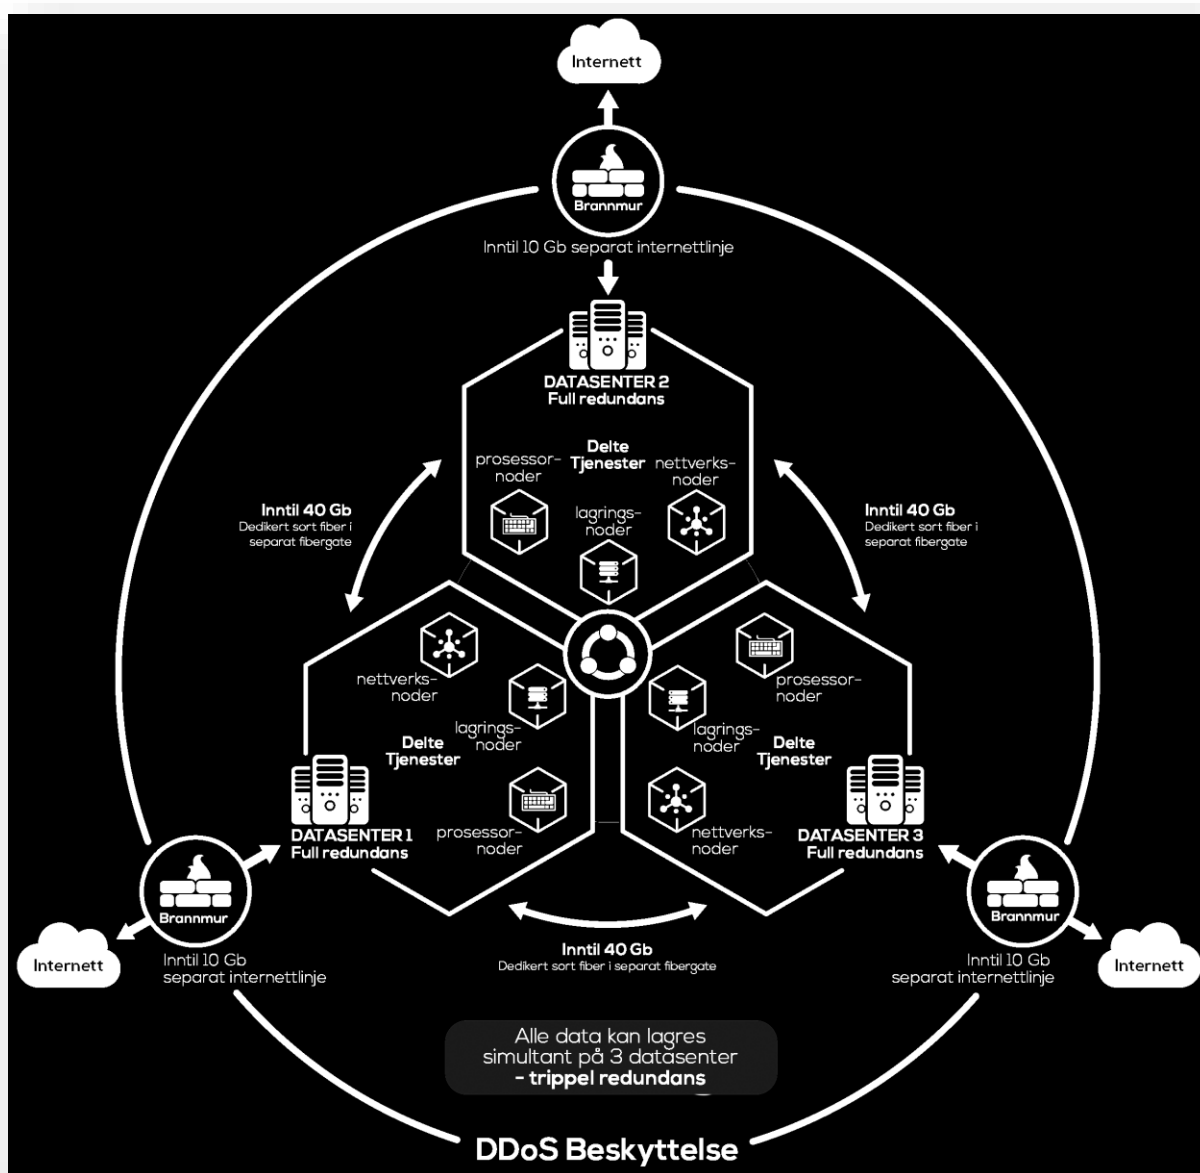 Internett
Brannmur
Inntil 10 Gb separat internettlinje
DATASENTER 2
Full redundans
Delte
Tjenester
prosessor-
noder
nettverks-
noder
lagrings-
noder
Inntil 40 Gb
Dedikert sort fiber i
separat fibergate
Inntil 40 Gb
Dedikert sort fiber i
separat fibergate
nettverks-
noder
lagrings-
noder
Delte
Tjenester
prosessor-
noder
DATASENTER 1
Full redundans
prosessor-
noder
lagrings-
noder
Delte
Tjenester
nettverks-
noder
DATASENTER 3
Full redundans
Brannmur
Internett
Inntil 10 Gb
separat internettlinje
Inntil 40 Gb
Dedikert sort fiber i separat fibergate
Brannmur
Internett
Inntil 10 Gb
separat internettlinje
Alle data kan lagres
simultant på 3 datasenter
- trippel redundans
DDoS Beskyttelse